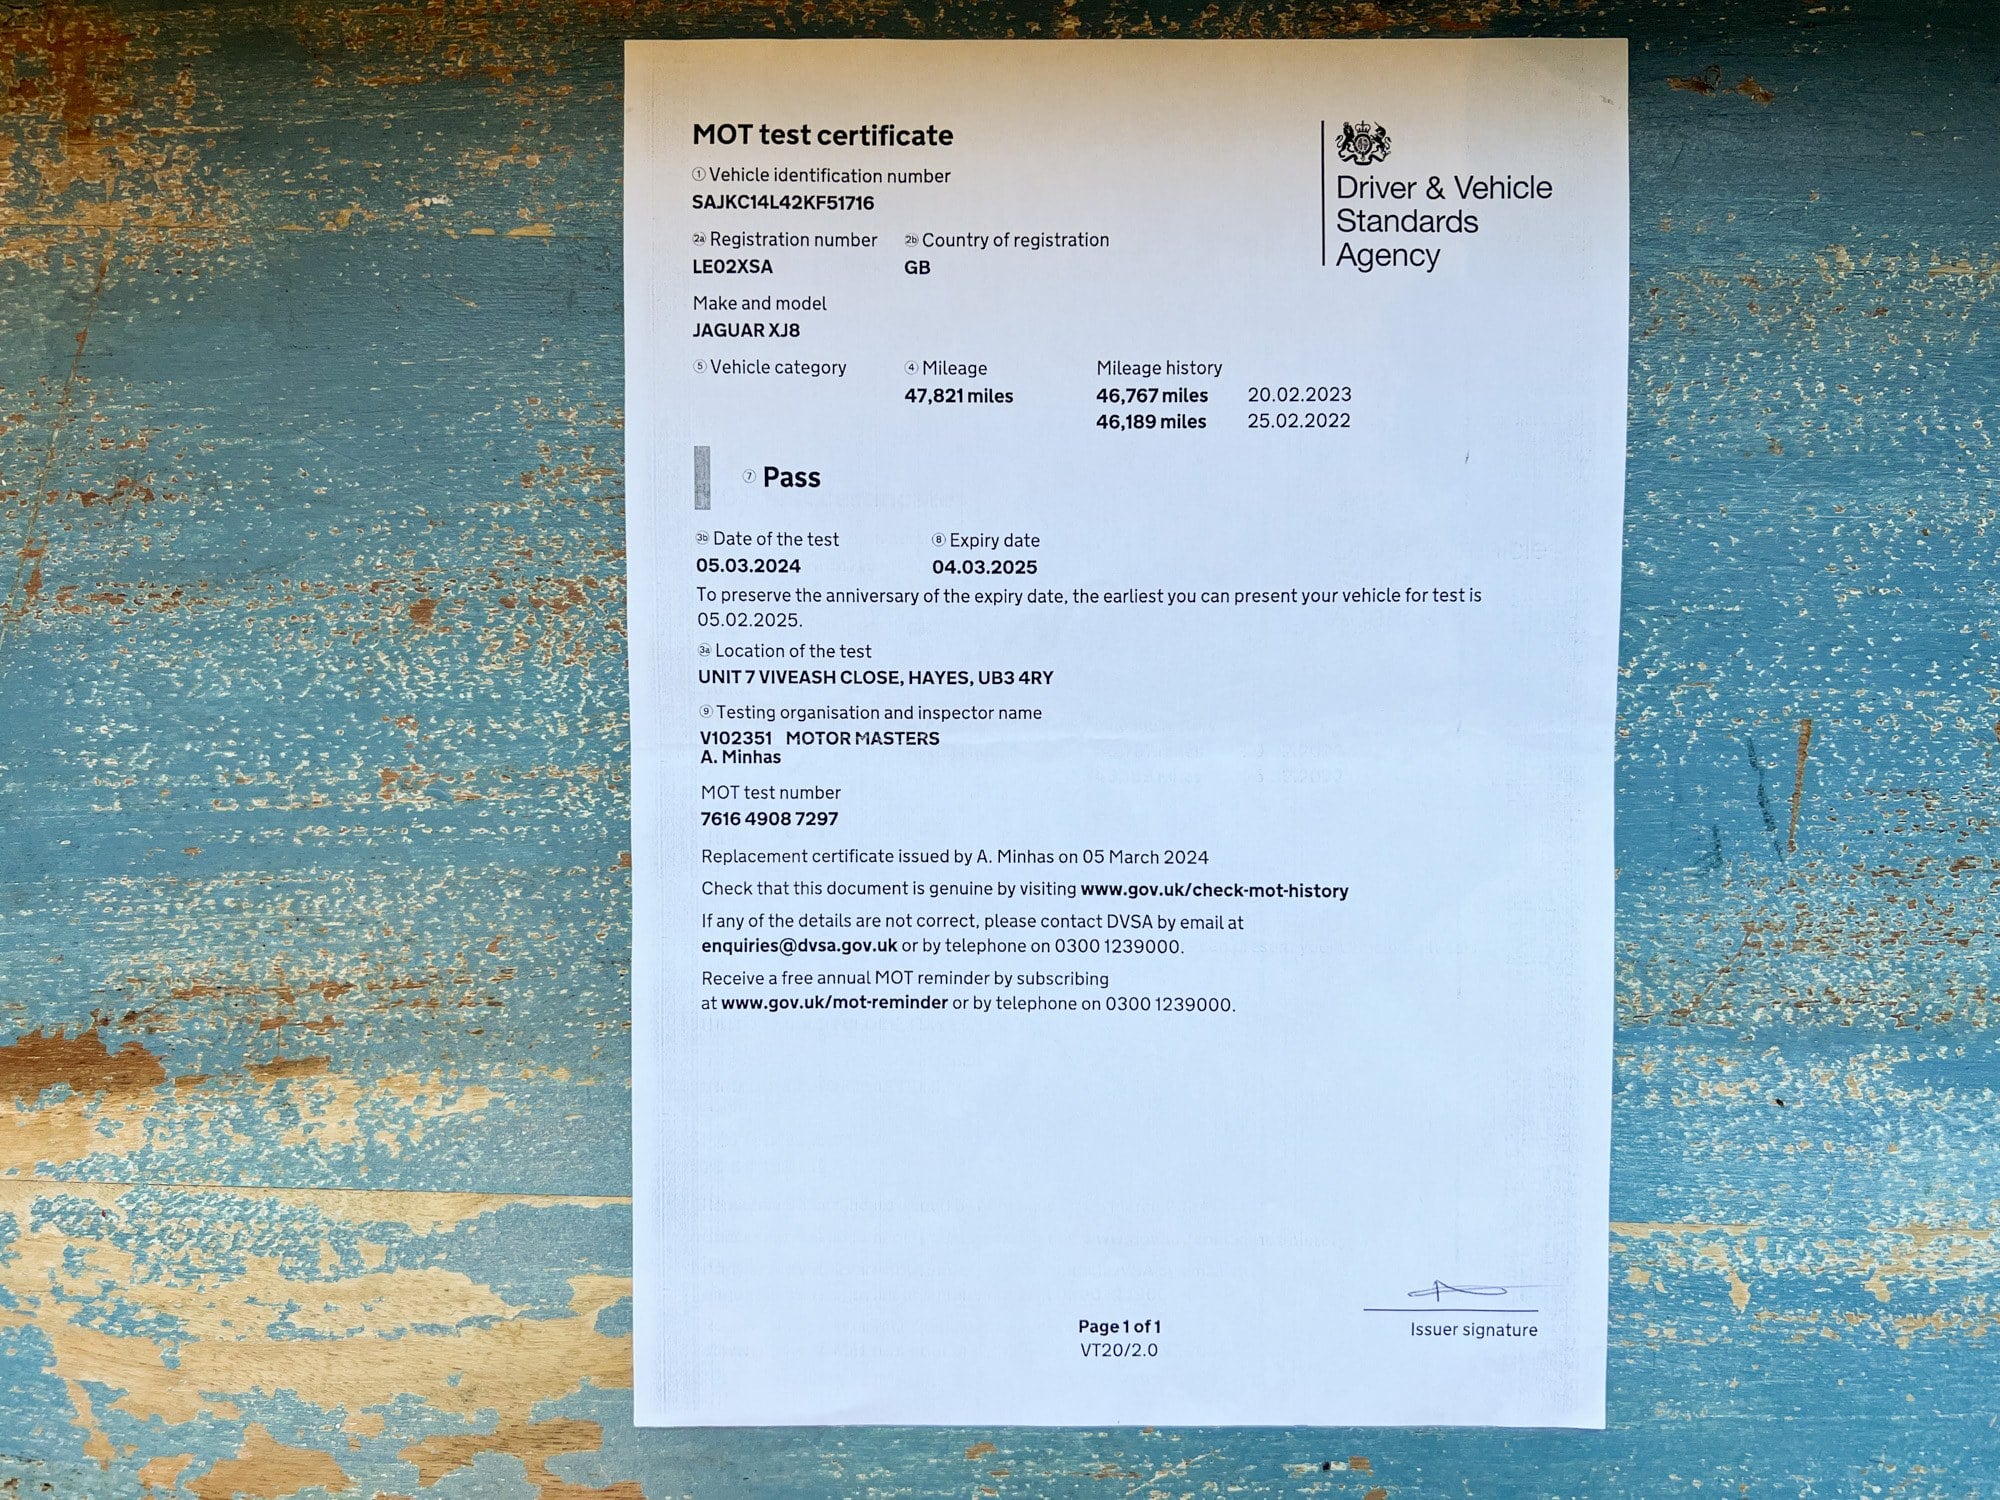 MOT test certificate
① Vehicle identification number
SAJKC14L42KF51716
Driver & Vehicle
Standards
Agency
2a Registration number 2b Country of registration
LE02XSA GB
Make and model
JAGUAR XJ8
⑤ Vehicle category ④ Mileage Mileage history
47,821 miles 46,767 miles 20.02.2023
46,189 miles 25.02.2022
⑦ Pass
3b Date of the test ⑧ Expiry date
05.03.2024 04.03.2025
To preserve the anniversary of the expiry date, the earliest you can present your vehicle for test is
05.02.2025.
3a Location of the test
UNIT 7 VIVEASH CLOSE, HAYES, UB3 4RY
⑨ Testing organisation and inspector name
V102351 MOTOR MASTERS
A. Minhas
MOT test number
7616 4908 7297
Replacement certificate issued by A. Minhas on 05 March 2024
Check that this document is genuine by visiting www.gov.uk/check-mot-history
If any of the details are not correct, please contact DVSA by email at
enquiries@dvsa.gov.uk or by telephone on 0300 1239000.
Receive a free annual MOT reminder by subscribing
at www.gov.uk/mot-reminder or by telephone on 0300 1239000.
Issuer signature
Page 1 of 1
VT20/2.0